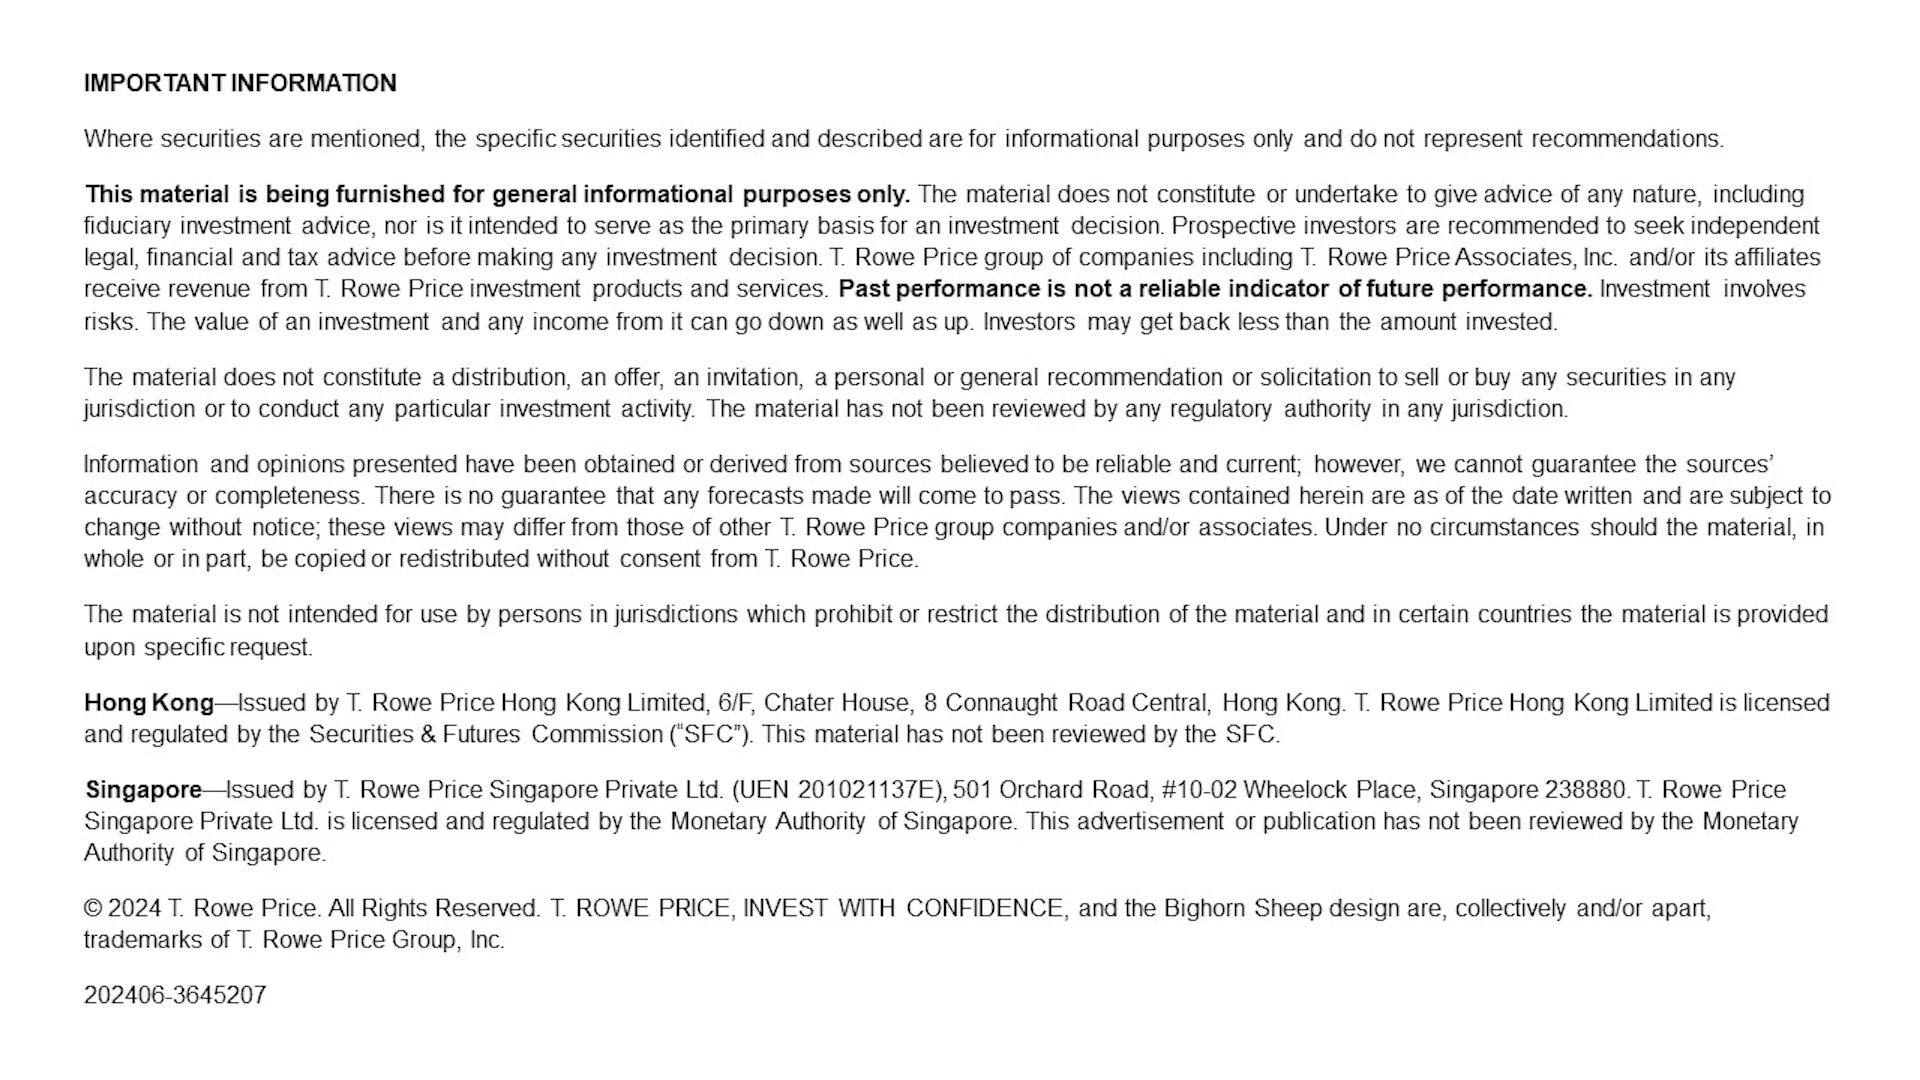 IMPORTANT INFORMATION
Where securities are mentioned, the specific securities identified and described are for informational purposes only and do not represent recommendations.
This material is being furnished for general informational purposes only. The material does not constitute or undertake to give advice of any nature, including
fiduciary investment advice, nor is it intended to serve as the primary basis for an investment decision. Prospective investors are recommended to seek independent
legal, financial and tax advice before making any investment decision. T. Rowe Price group of companies including T. Rowe Price Associates, Inc. and/or its affiliates
receive revenue from T. Rowe Price investment products and services. Past performance is not a reliable indicator of future performance. Investment involves
risks. The value of an investment and any income from it can go down as well as up. Investors may get back less than the amount invested.
The material does not constitute a distribution, an offer, an invitation, a personal or general recommendation or solicitation to sell or buy any securities in any
jurisdiction or to conduct any particular investment activity. The material has not been reviewed by any regulatory authority in any jurisdiction.
Information and opinions presented have been obtained or derived from sources believed to be reliable and current; however, we cannot guarantee the sources’
accuracy or completeness. There is no guarantee that any forecasts made will come to pass. The views contained herein are as of the date written and are subject to
change without notice; these views may differ from those of other T. Rowe Price group companies and/or associates. Under no circumstances should the material, in
whole or in part, be copied or redistributed without consent from T. Rowe Price.
The material is not intended for use by persons in jurisdictions which prohibit or restrict the distribution of the material and in certain countries the material is provided
upon specific request.
Hong Kong—Issued by T. Rowe Price Hong Kong Limited, 6/F, Chater House, 8 Connaught Road Central, Hong Kong. T. Rowe Price Hong Kong Limited is licensed
and regulated by the Securities & Futures Commission (“SFC”). This material has not been reviewed by the SFC.
Singapore—Issued by T. Rowe Price Singapore Private Ltd. (UEN 201021137E), 501 Orchard Road, #10-02 Wheelock Place, Singapore 238880. T. Rowe Price
Singapore Private Ltd. is licensed and regulated by the Monetary Authority of Singapore. This advertisement or publication has not been reviewed by the Monetary
Authority of Singapore.
© 2024 T. Rowe Price. All Rights Reserved. T. ROWE PRICE, INVEST WITH CONFIDENCE, and the Bighorn Sheep design are, collectively and/or apart,
trademarks of T. Rowe Price Group, Inc.
202406-3645207